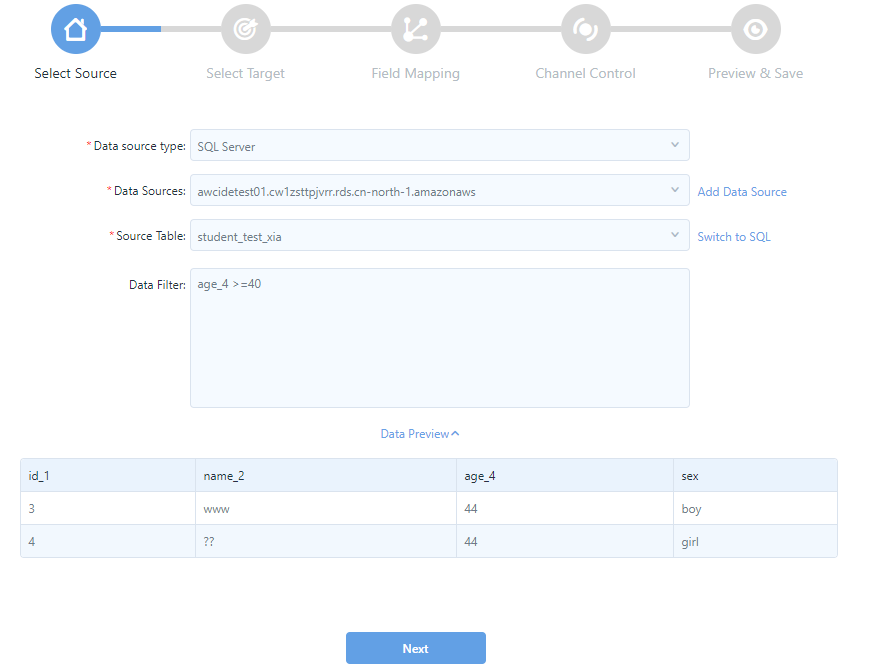 Select Source Select Target Field Mapping Channel Control Preview & Save
*Data source type: SQL Server
*Data Sources: awcidetest01.cw1zsttpjvrr.rds.cn-north-1.amazonaws Add Data Source
*Source Table: student_test_xia Switch to SQL
Data Filter: age_4 >=40
Data Preview
id_1 name_2 age_4 sex
3 www 44 boy
4 ?? 44 girl
Next